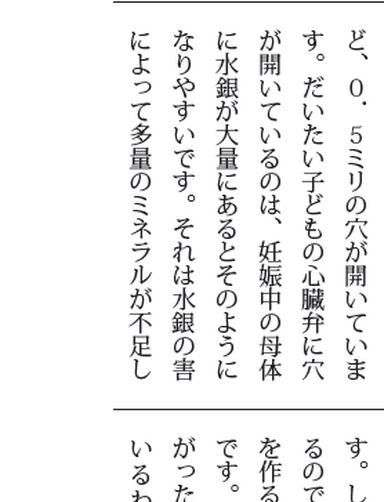 ど、0．5ミリの穴が開いていま
す。だいたい子どもの心臓弁に穴
が開いているのは、妊娠中の母体
に水銀が大量にあるとそのように
なりやすいです。それは水銀の害
によって多量のミネラルが不足し
す。し
るので
を作る
です。
がった
いるわ